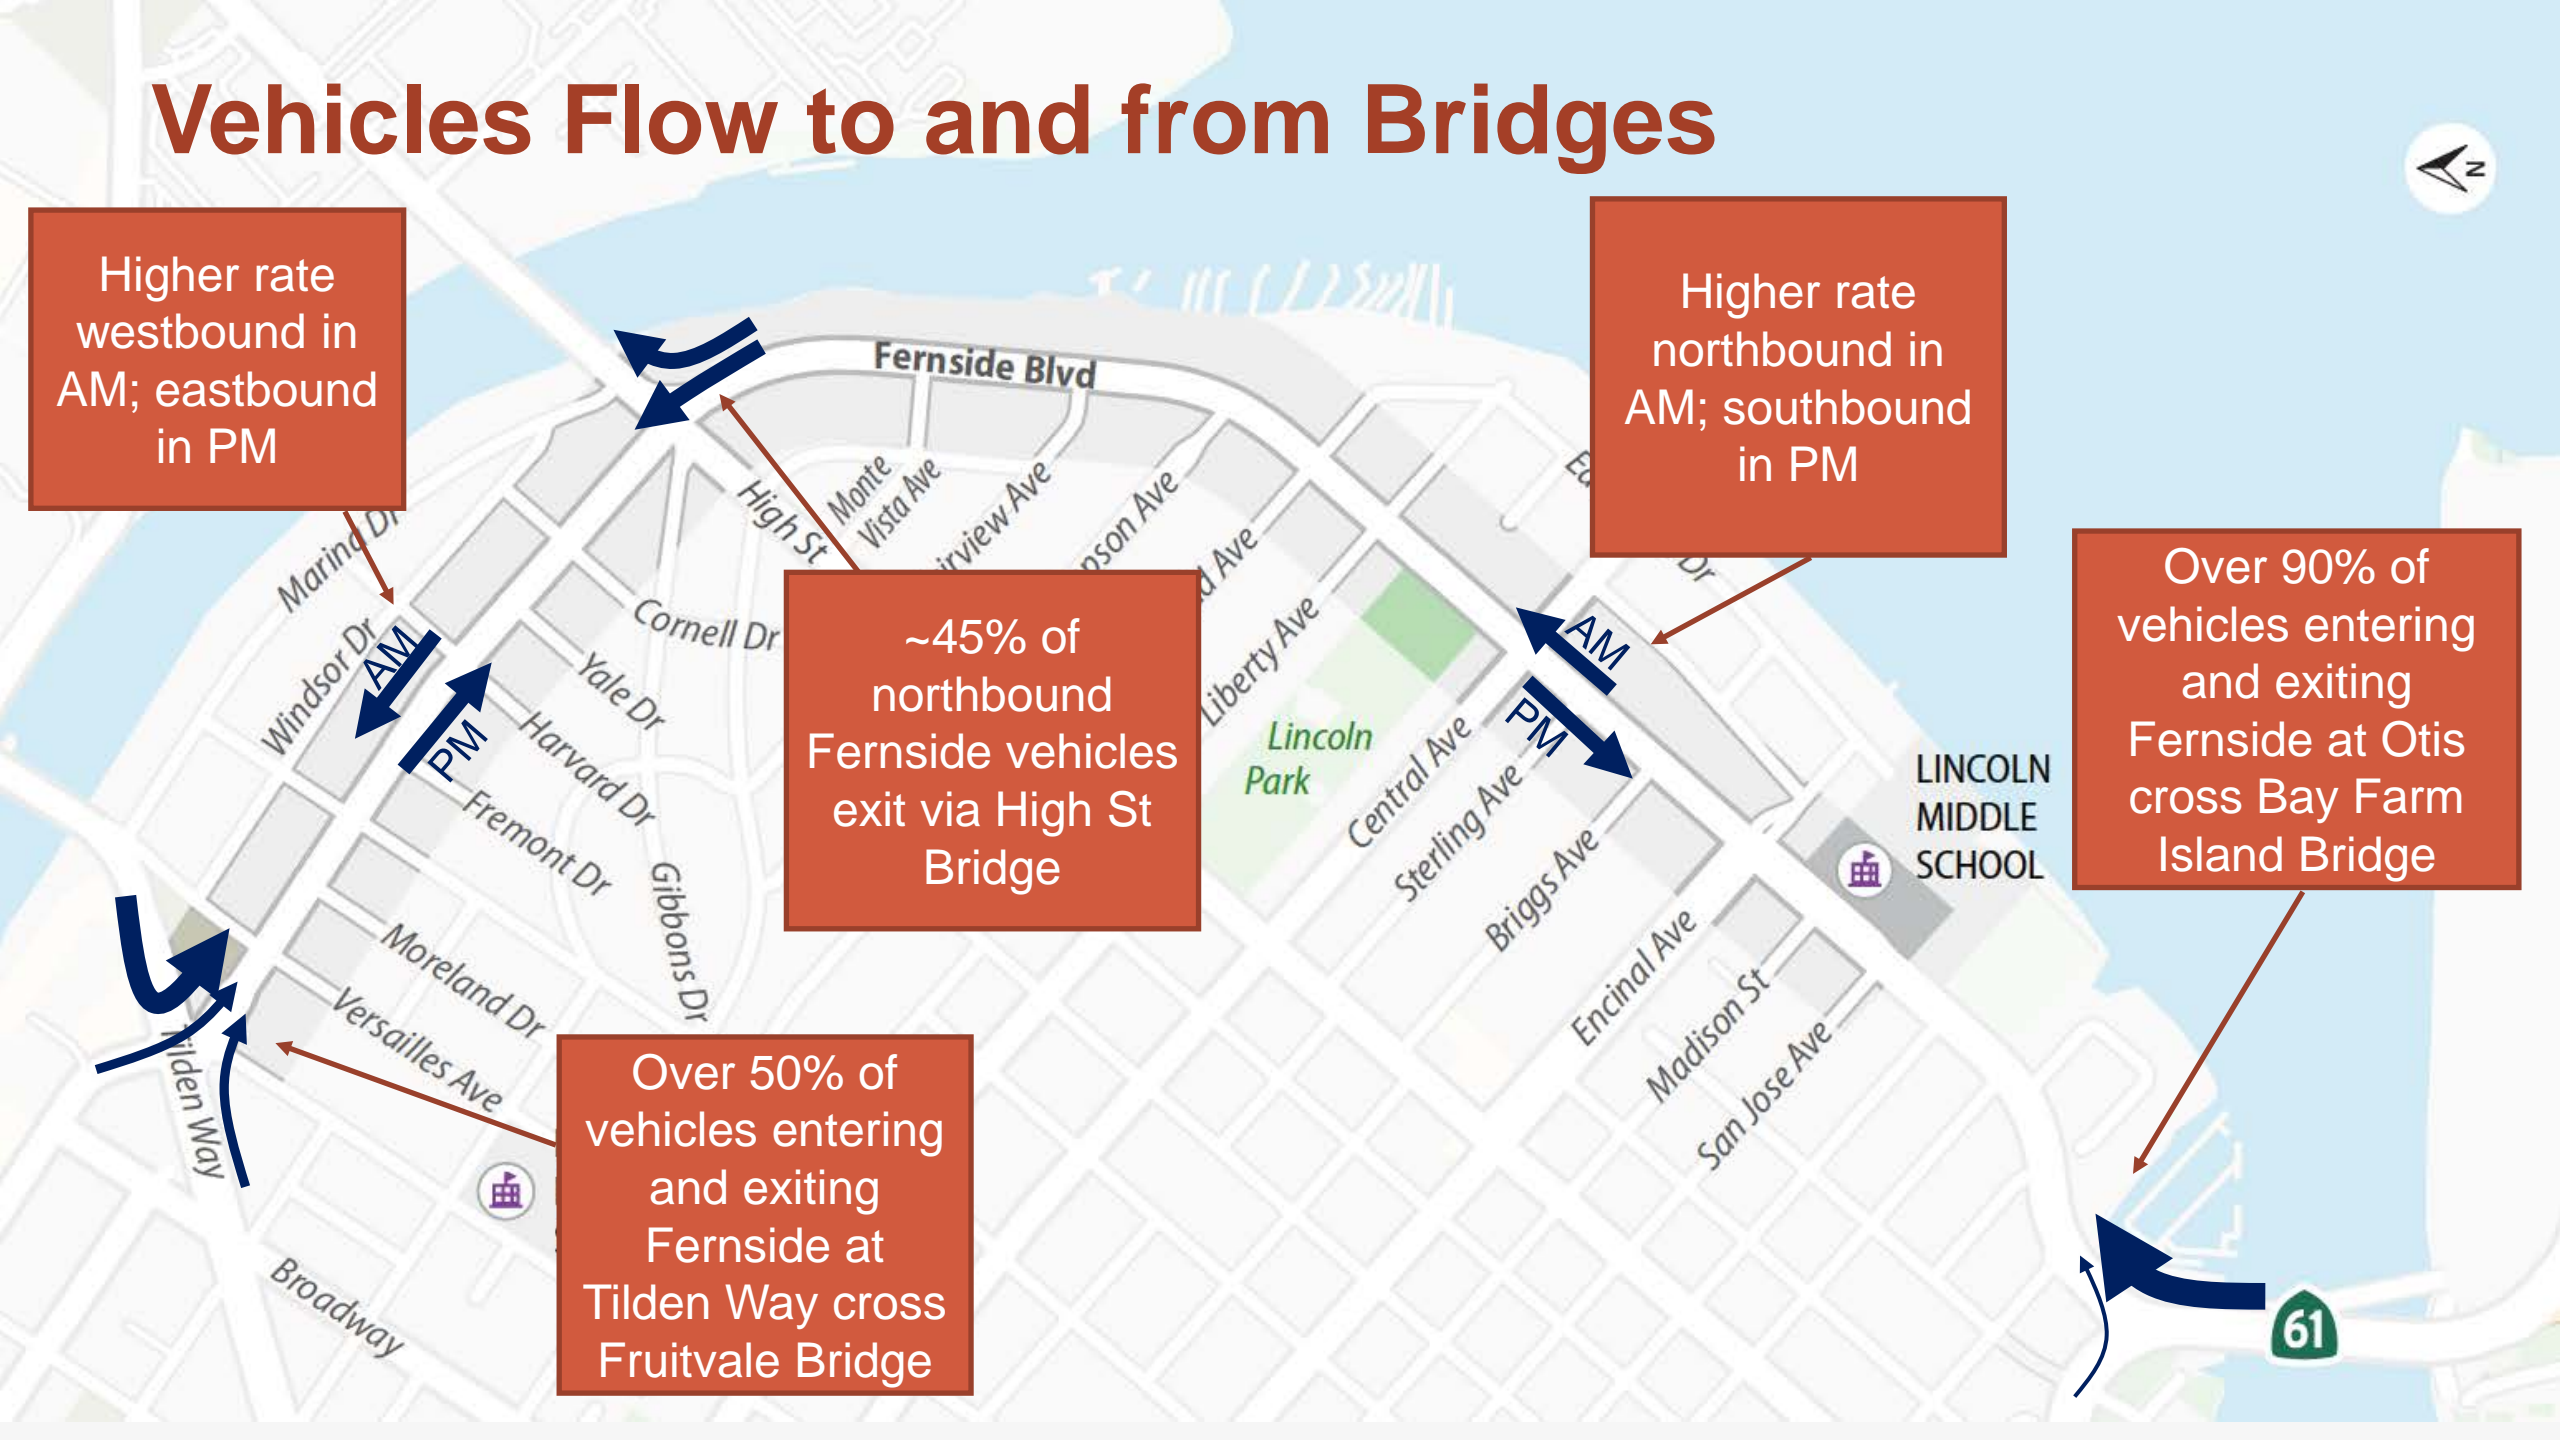 Vehicles Flow to and from Bridges
N
Higher rate
westbound in
AM; eastbound
in PM
Higher rate
northbound in
AM; southbound
in PM
Over 90% of
vehicles entering
and exiting
Fernside at Otis
cross Bay Farm
Island Bridge
~45% of
northbound
Fernside vehicles
exit via High St
Bridge
Over 50% of
vehicles entering
and exiting
Fernside at
Tilden Way cross
Fruitvale Bridge
Fernside Blvd
Marina Dr
Windsor Dr
AM
PM
High St
Monte
Vista Ave
Ave
Ave
Ave
Liberty Ave
Cornell Dr
Yale Dr
Harvard Dr
Fremont Dr
Gibbons Dr
Moreland Dr
Versailles Ave
Tilden Way
Broadway
Lincoln
Park
Central Ave
Sterling Ave
Briggs Ave
Encinal Ave
Madison St
San Jose Ave
AM
PM
Dr
LINCOLN
MIDDLE
SCHOOL
61